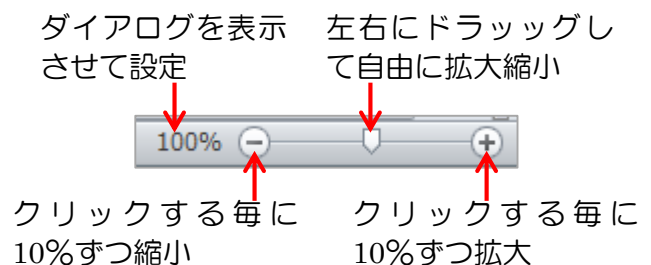 ダイアログを表示
させて設定
左右にドラッッグし
て自由に拡大縮小
100%
クリックする毎に
10%ずつ縮小
クリックする毎に
10%ずつ拡大